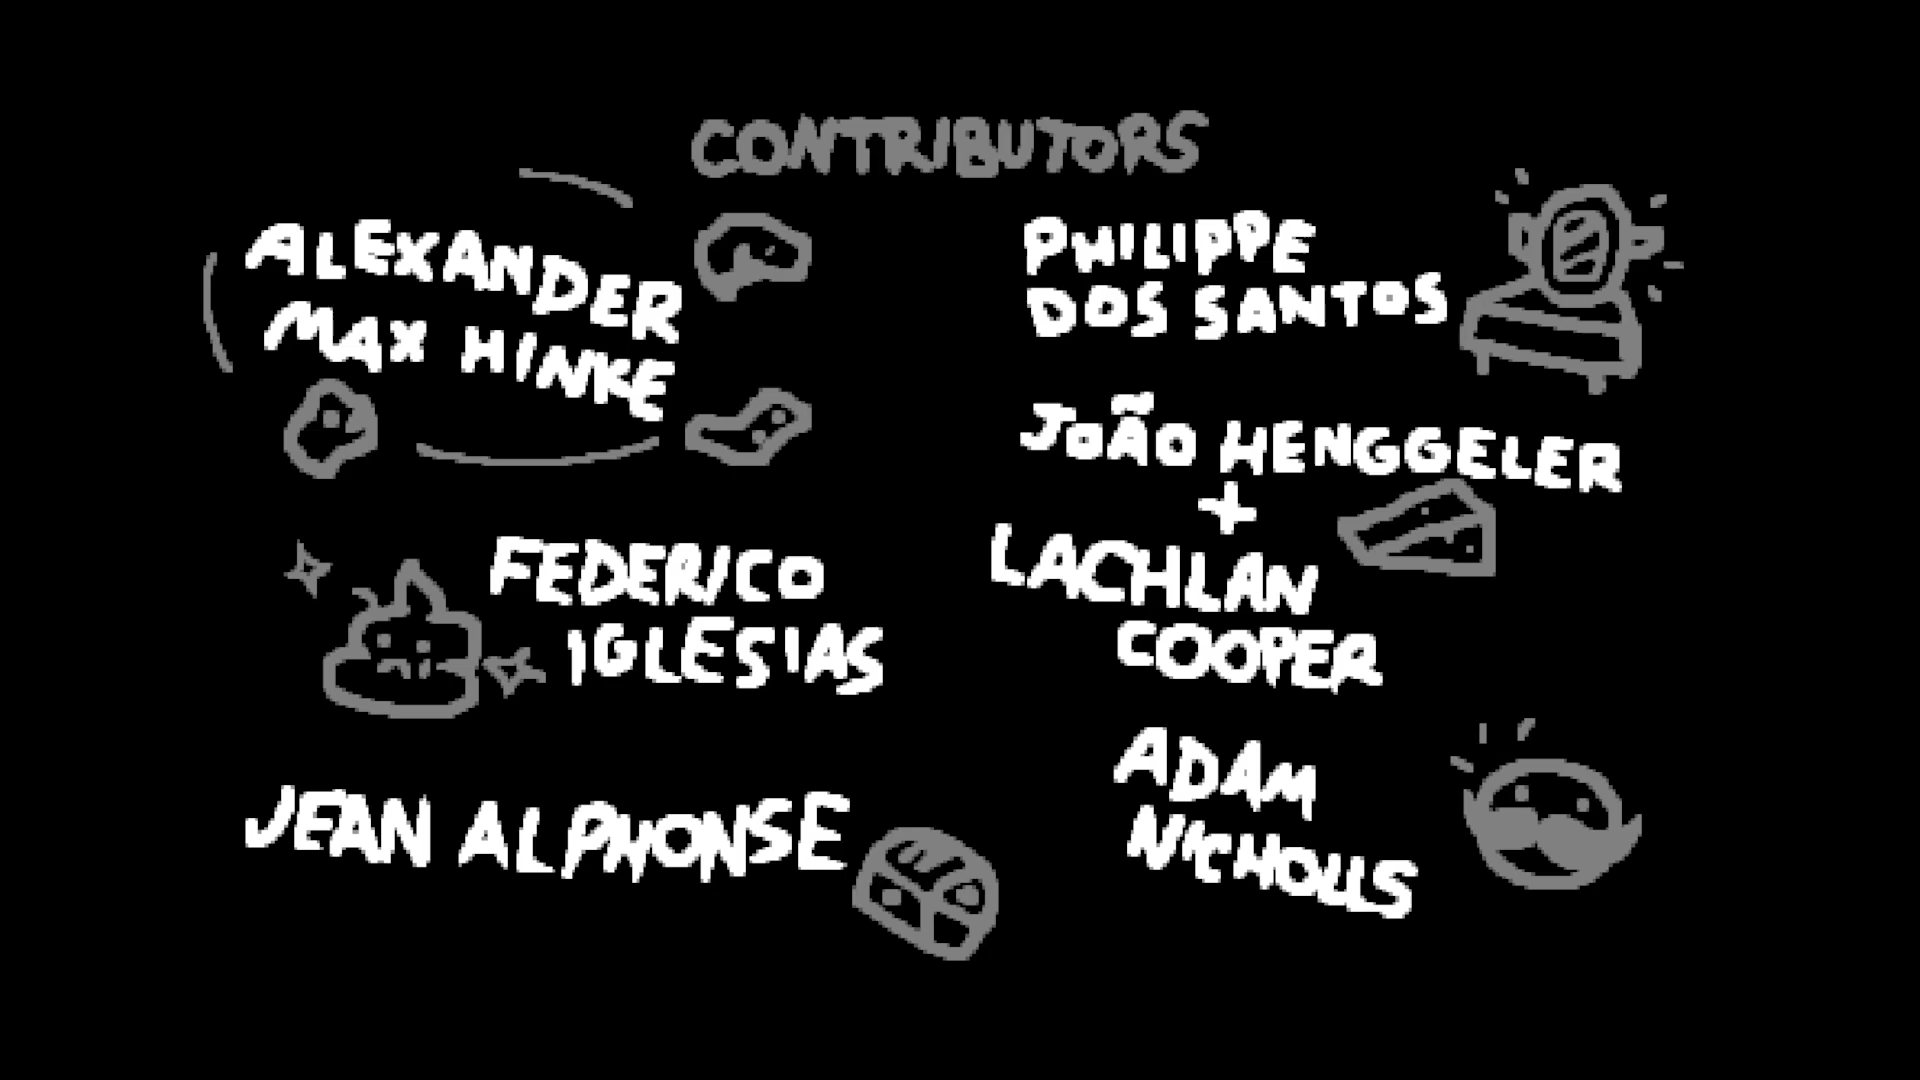 CONTRIBUTORS
ALEXANDER
MAX HINKE
FEDERICO
IGLESIAS
JEAN ALPHONSE
PHILIPPE
DOS SANTOS
JOÃO HENGGELER
+
LACHLAN
COOPER
ADAM
NICHOLLS